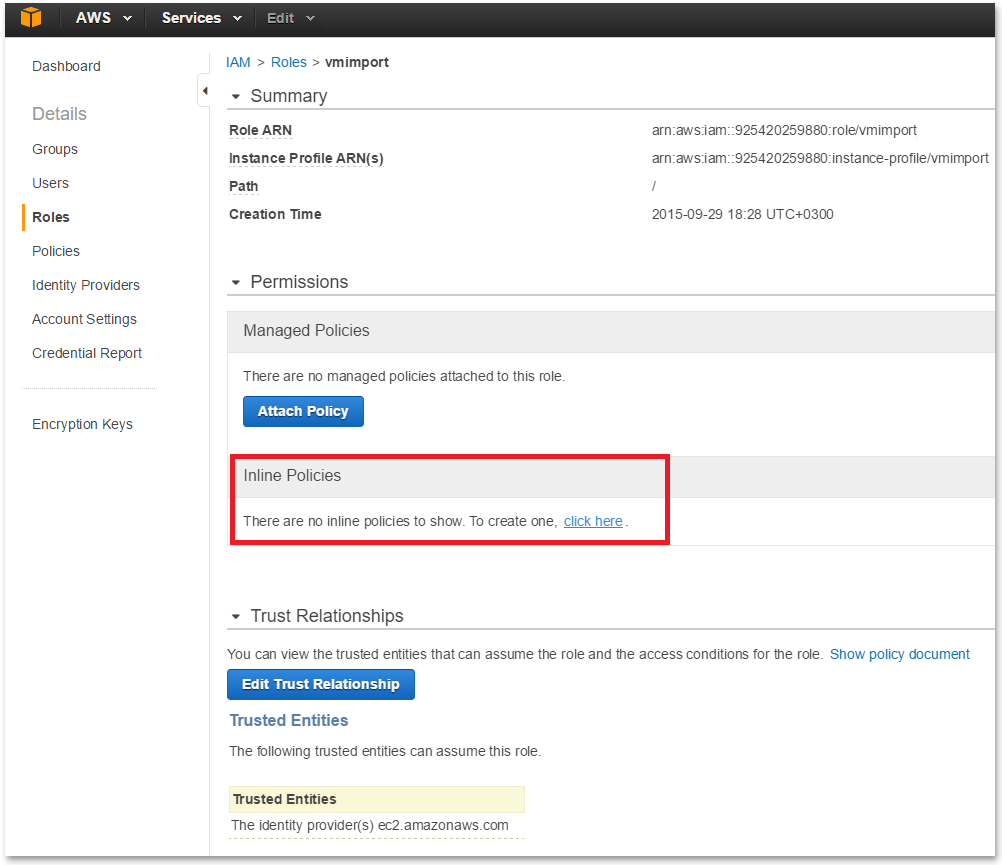 AWS Services Edit
Dashboard
Details
Groups
Users
Roles
Policies
Identity Providers
Account Settings
Credential Report
Encryption Keys
IAM > Roles > vmimport
Summary
Role ARN arn:aws:iam::925420259880:role/vmimport
Instance Profile ARN(s) arn:aws:iam::925420259880:instance-profile/vmimport
Path /
Creation Time 2015-09-29 18:28 UTC+0300
Permissions
Managed Policies
There are no managed policies attached to this role.
Attach Policy
Inline Policies
There are no inline policies to show. To create one, click here.
Trust Relationships
You can view the trusted entities that can assume the role and the access conditions for the role. Show policy document
Edit Trust Relationship
Trusted Entities
The following trusted entities can assume this role.
Trusted Entities
The identity provider(s) ec2.amazonaws.com